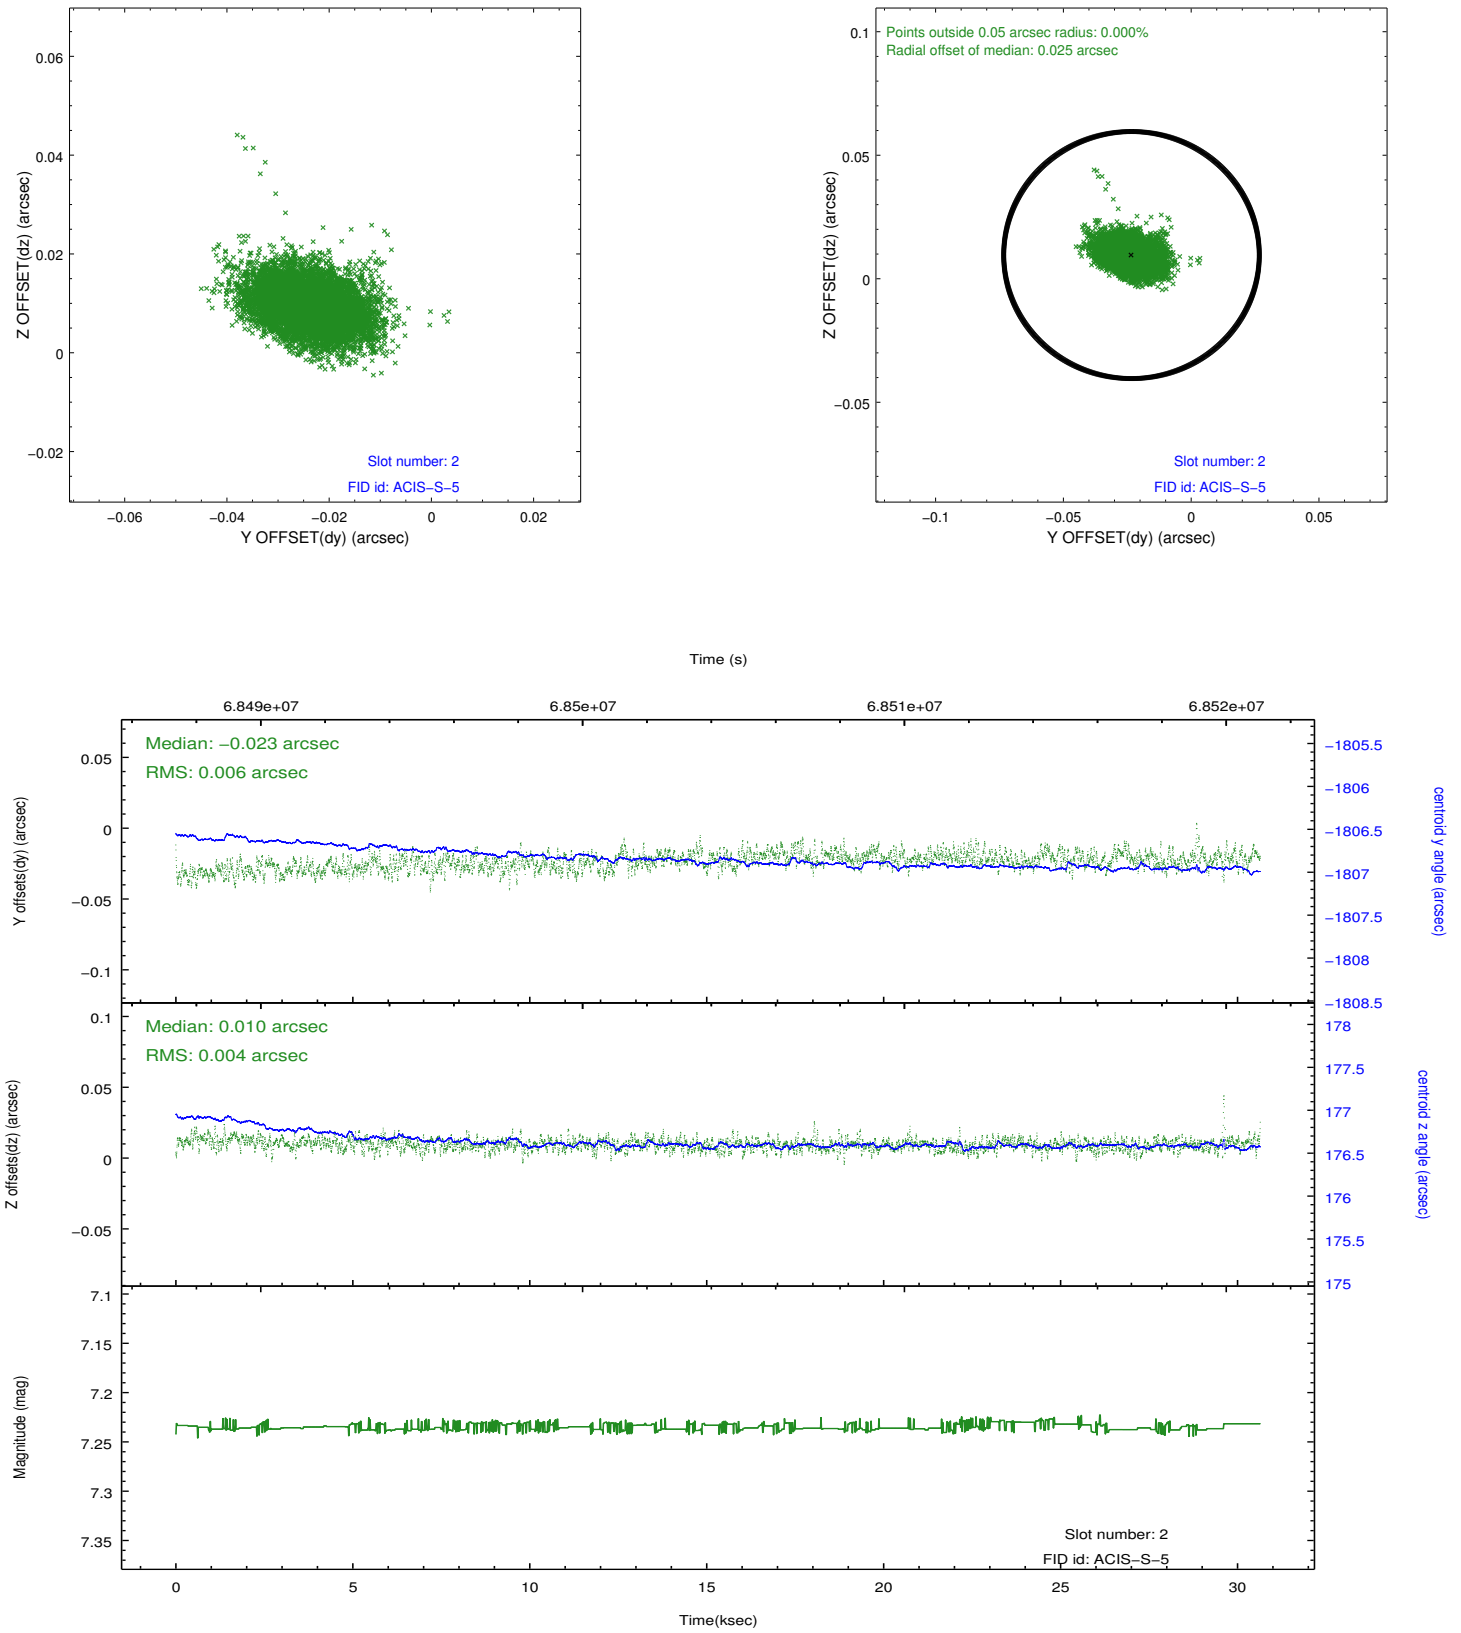 0.06
0.04
0.02
0
−0.02
Z OFFSET(dz) (arcsec)
Slot number: 2
FID id: ACIS−S−5
−0.06
−0.04
−0.02
0
0.02
Y OFFSET(dy) (arcsec)
Points outside 0.05 arcsec radius: 0.000%
Radial offset of median: 0.025 arcsec
0.1
0.05
0
−0.05
Z OFFSET(dz) (arcsec)
Slot number: 2
FID id: ACIS−S−5
−0.1
−0.05
0
0.05
Y OFFSET(dy) (arcsec)
Time (s)
6.849e+07
6.85e+07
6.851e+07
6.852e+07
Median: −0.023 arcsec
RMS: 0.006 arcsec
0.05
0
−0.05
−0.1
Y offsets(dy) (arcsec)
−1805.5
−1806
−1806.5
−1807
−1807.5
−1808
−1808.5
centroid y angle (arcsec)
Median: 0.010 arcsec
RMS: 0.004 arcsec
0.1
0.05
0
−0.05
Z offsets(dz) (arcsec)
178
177.5
177
176.5
176
175.5
175
centroid z angle (arcsec)
7.1
7.15
7.2
7.25
7.3
7.35
Magnitude (mag)
Slot number: 2
FID id: ACIS−S−5
0
5
10
15
20
25
30
Time(ksec)